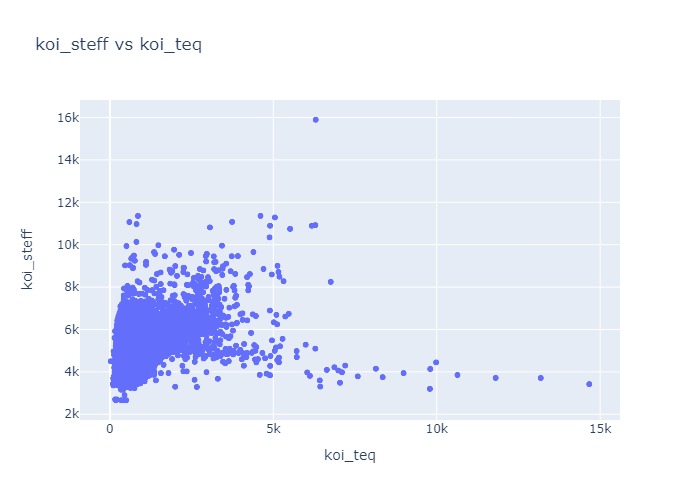 koi_steff vs koi_teq
16k
14k
12k
10k
8k
6k
4k
2k
koi_steff
0
5k
10k
15k
koi_teq